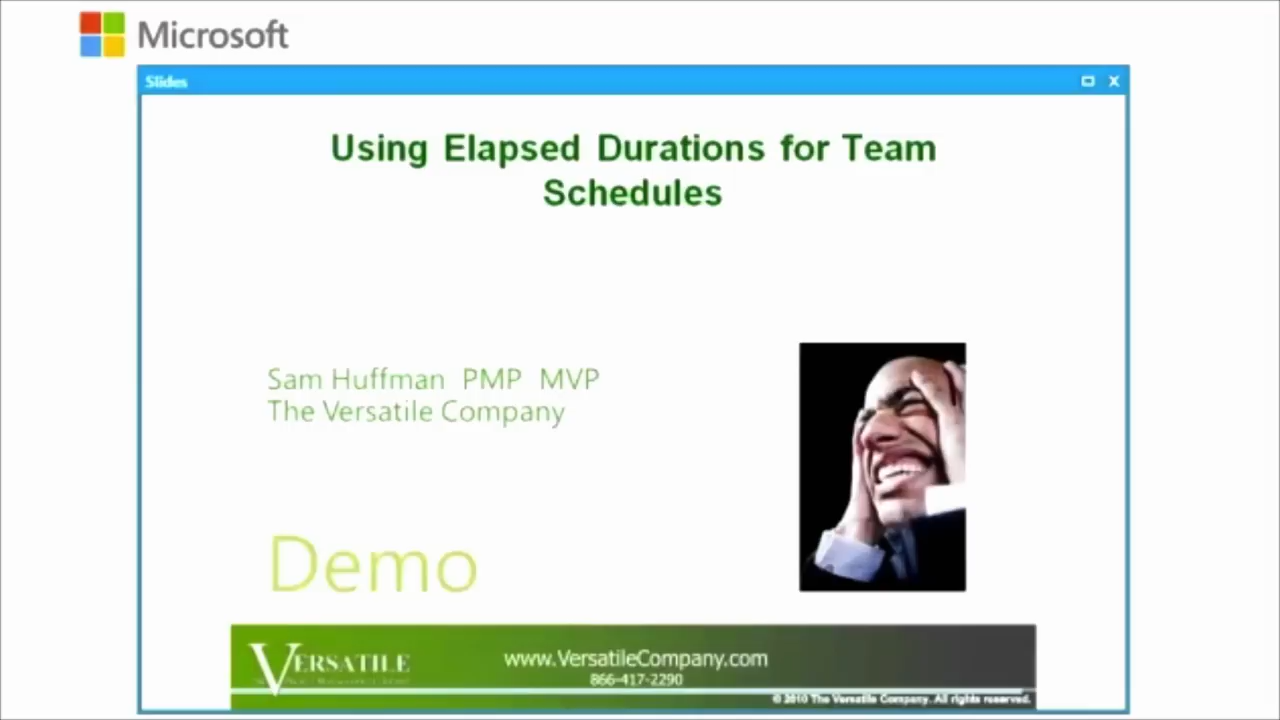 Microsoft
Slides
Using Elapsed Durations for Team
Schedules
Sam Huffman PMP MVP
The Versatile Company
Demo
VERSATILE
www.VersatileCompany.com
866-417-2290
© 2010 The Versatile Company. All rights reserved.